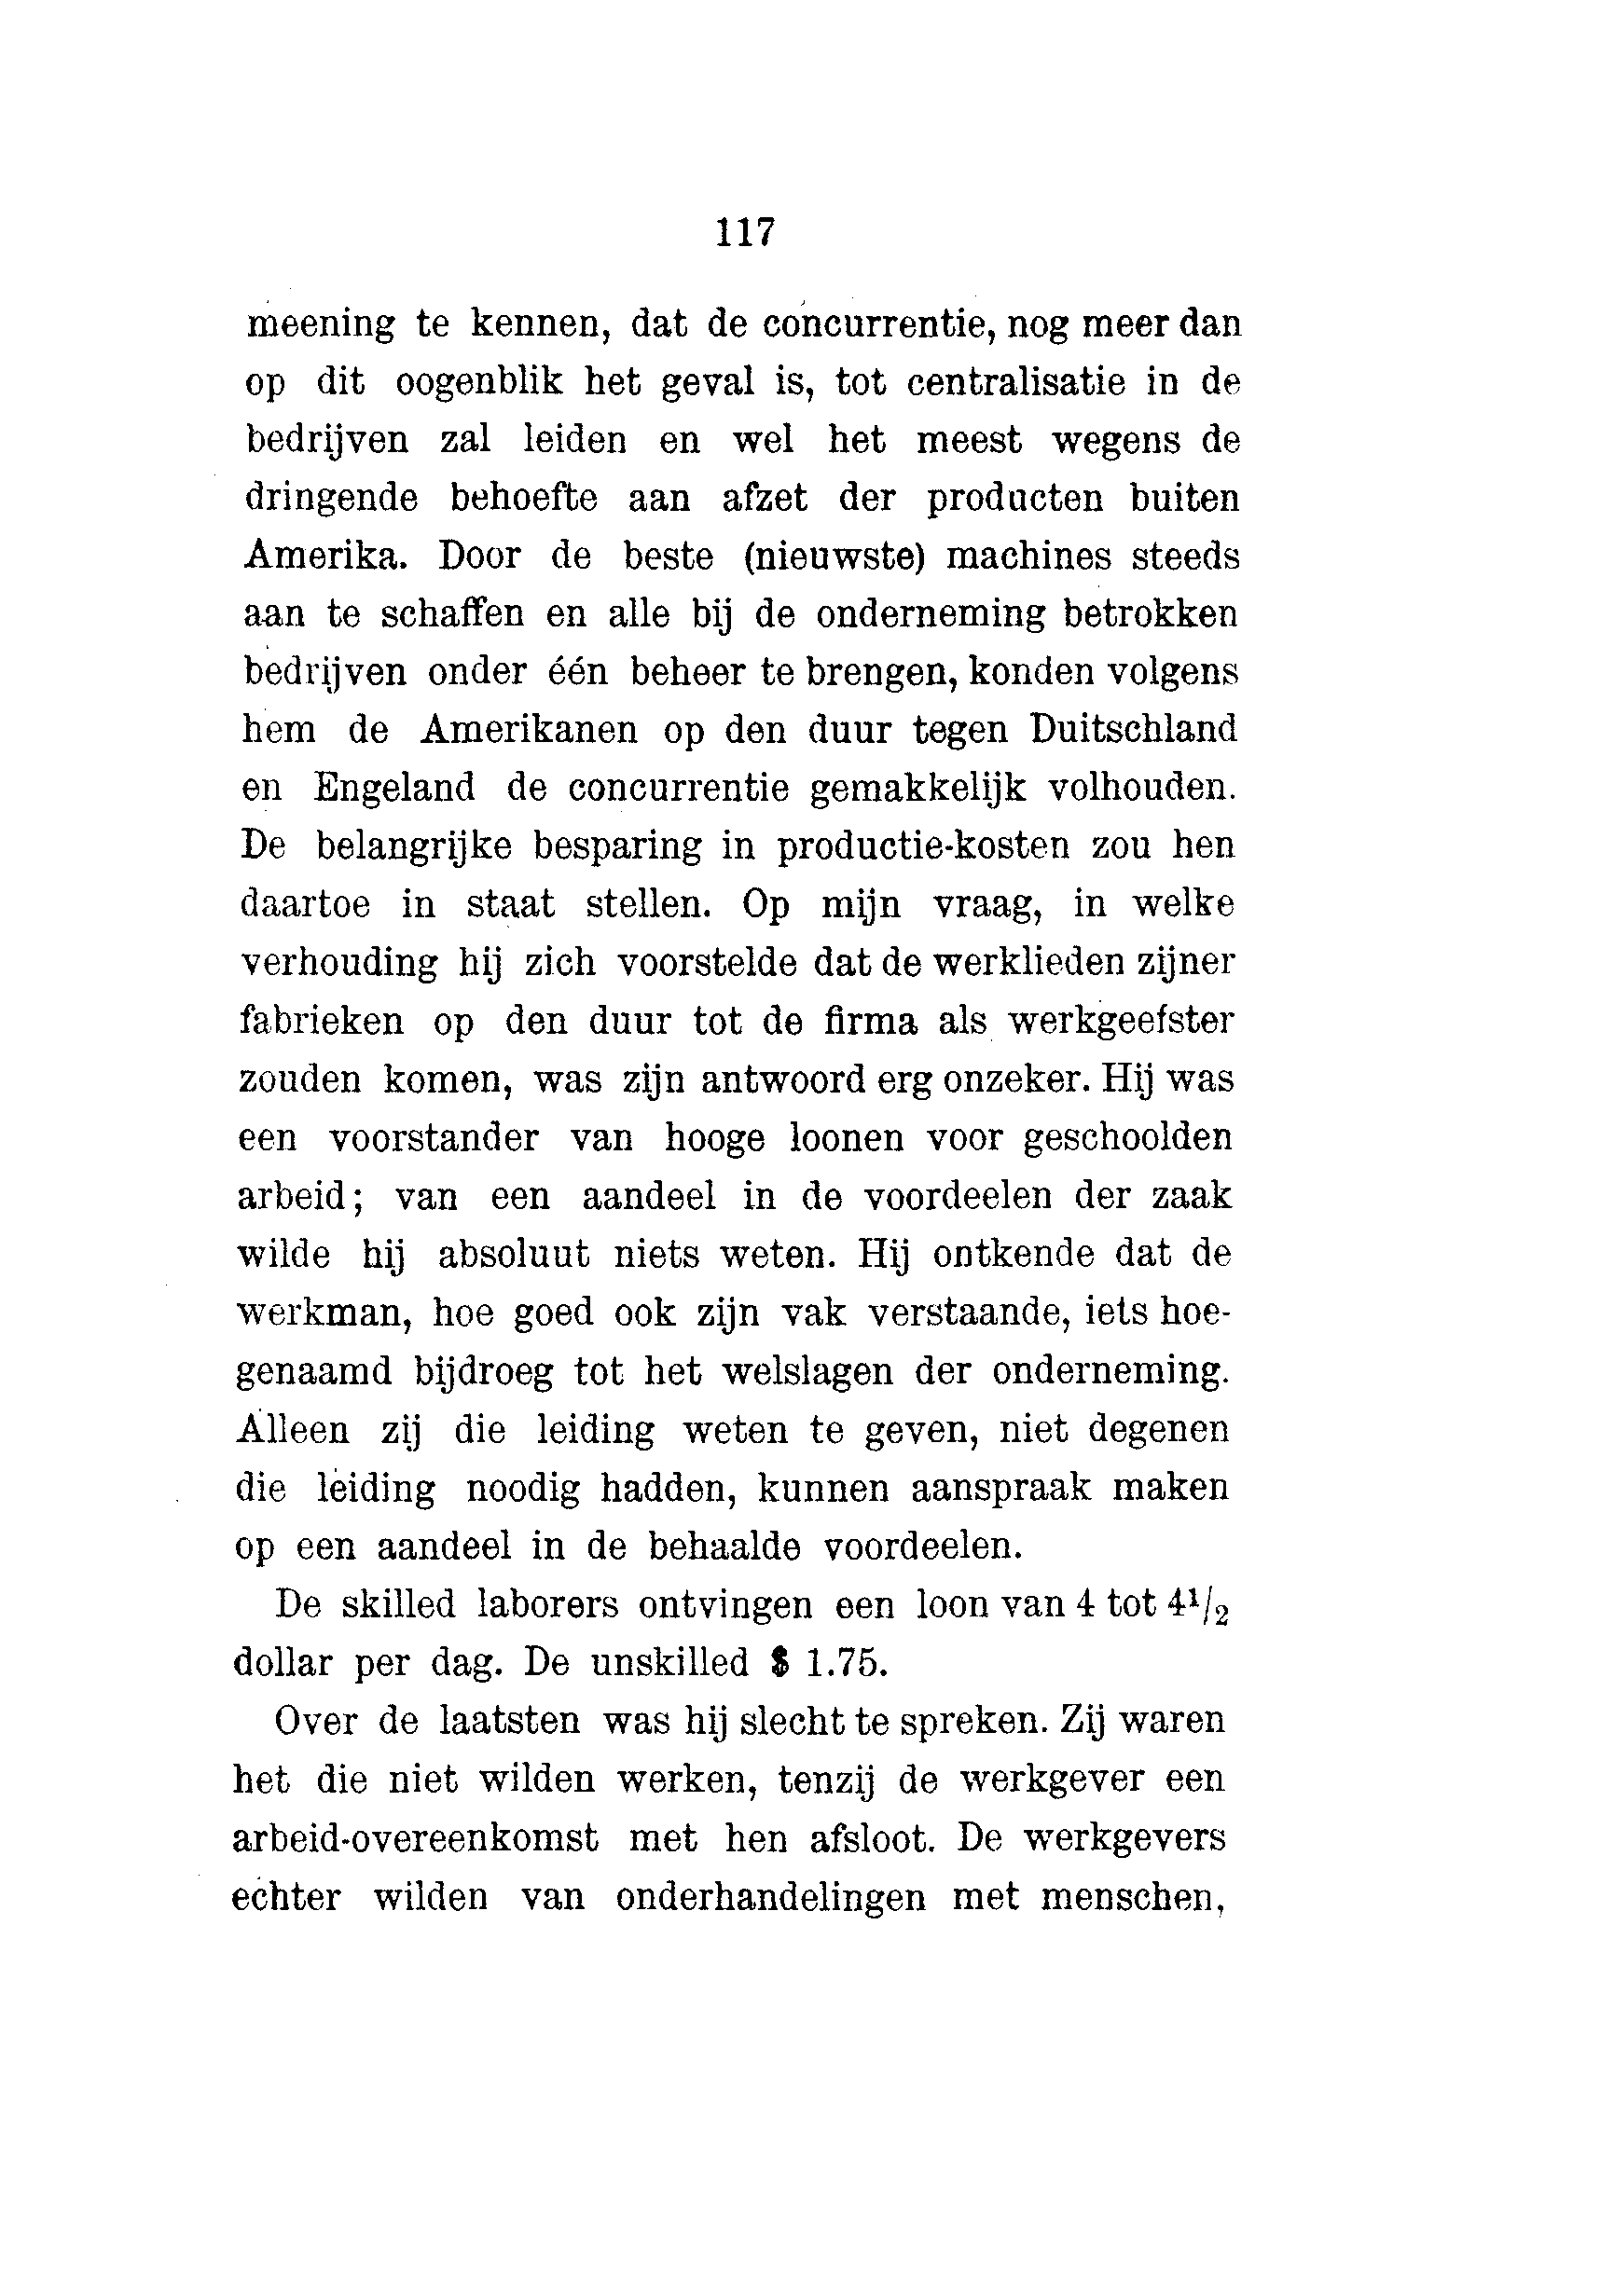 117
meening te kennen, dat de concurrentie, nog meer dan
op dit oogenblik het geval is, tot centralisatie in de
bedrijven zal leiden en wel het meest wegens de
dringende behoefte aan afzet der producten buiten
Amerika. Door de beste (nieuwste) machines steeds
aan te schaffen en alle bij de onderneming betrokken
bedrijven onder één beheer te brengen, konden volgens
hem de Amerikanen op den duur tegen Duitschland
en Engeland de concurrentie gemakkelijk volhouden.
De belangrijke besparing in productie-kosten zou hen
daartoe in staat stellen. Op mijn vraag, in welke
verhouding hij zich voorstelde dat de werklieden zijner
fabrieken op den duur tot de firma als werkgeefster
zouden komen, was zijn antwoord erg onzeker. Hij was
een voorstander van hooge loonen voor geschoolden
arbeid; van een aandeel in de voordeelen der zaak
wilde hij absoluut niets weten. Hij ontkende dat de
werkman, hoe goed ook zijn vak verstaande, iets hoe-
genaamd bijdroeg tot het welslagen der onderneming.
Alleen zij die leiding weten te geven, niet degenen
die leiding noodig hadden, kunnen aanspraak maken
op een aandeel in de behaalde voordeelen.
De skilled laborers ontvingen een loon van 4 tot 4¹/₂
dollar per dag. De unskilled $ 1.75.
Over de laatsten was hij slecht te spreken. Zij waren
het die niet wilden werken, tenzij de werkgever een
arbeid-overeenkomst met hen afsloot. De werkgevers
echter wilden van onderhandelingen met menschen,